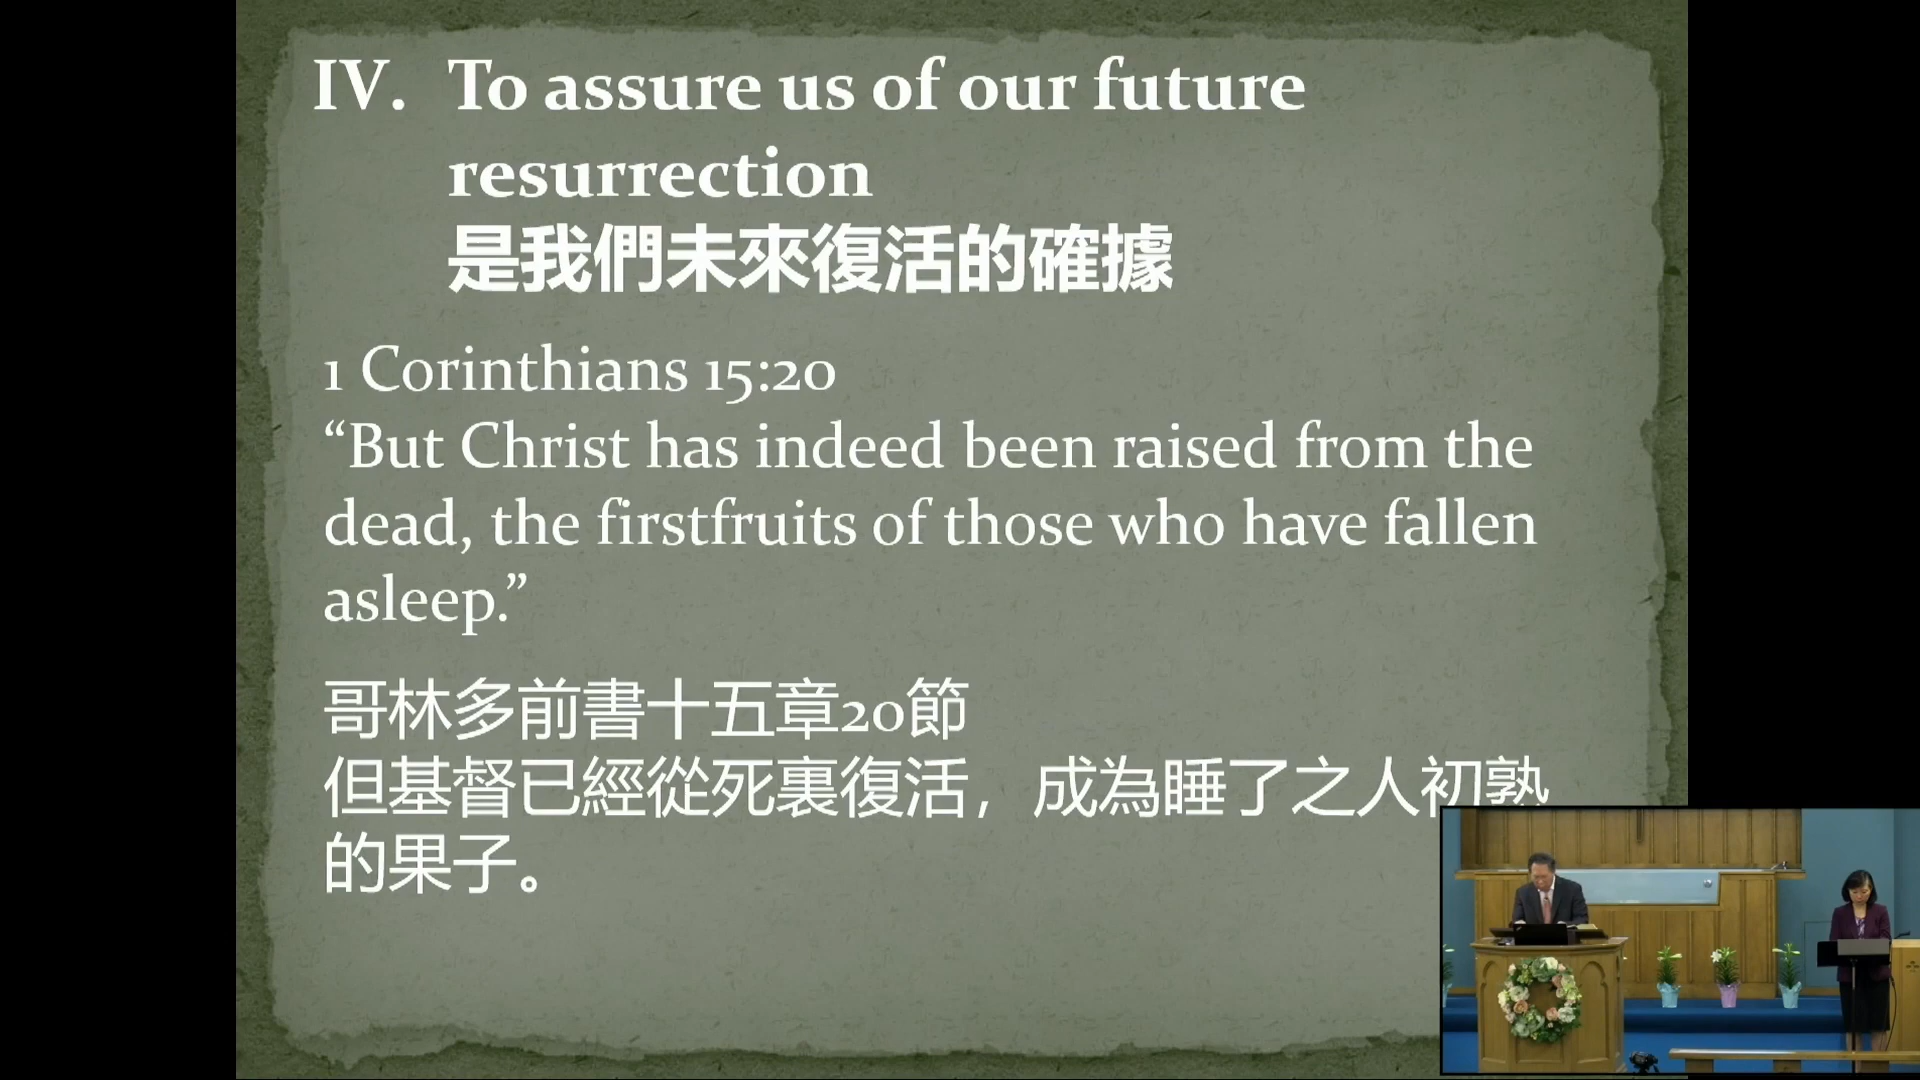 IV. To assure us of our future
resurrection
是我們未來復活的確據
1 Corinthians 15:20
“But Christ has indeed been raised from the
dead, the firstfruits of those who have fallen
asleep.”
哥林多前書十五章20節
但基督已經從死裏復活，成為睡了之人初熟
的果子。